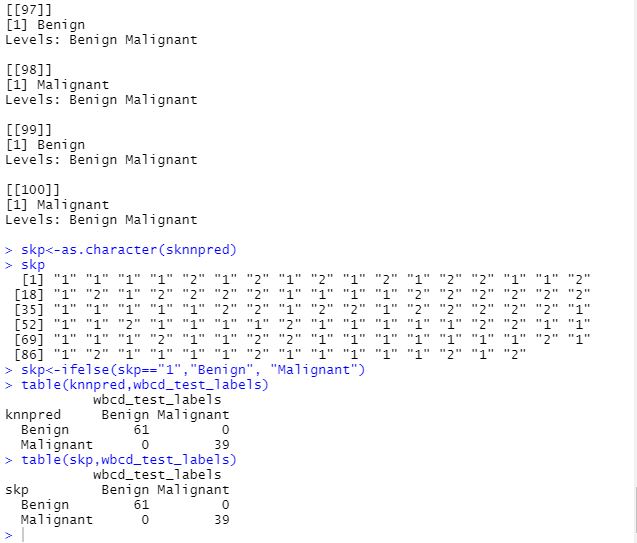 [[97]]
[1] Benign
Levels: Benign Malignant
[[98]]
[1] Malignant
Levels: Benign Malignant
[[99]]
[1] Benign
Levels: Benign Malignant
[[100]]
[1] Malignant
Levels: Benign Malignant
> skp<-as.character(sknnpred)
> skp
[1] "1" "1" "1" "1" "2" "1" "2" "1" "2" "1" "2" "1" "2" "2" "1" "1" "2"
[18] "1" "2" "1" "2" "2" "2" "2" "1" "1" "1" "1" "2" "2" "2" "2" "2" "2"
[35] "1" "1" "1" "1" "1" "2" "2" "1" "2" "2" "1" "1" "2" "2" "2" "2" "1"
[52] "1" "1" "2" "1" "1" "1" "1" "2" "1" "1" "1" "1" "1" "2" "2" "1" "1"
[69] "1" "1" "1" "2" "1" "1" "2" "2" "1" "1" "1" "1" "1" "1" "1" "2" "1"
[86] "1" "2" "1" "1" "1" "1" "2" "1" "1" "1" "1" "1" "2" "1" "2"
> skp<-ifelse(skp=="1","Benign", "Malignant")
> table(knnpred,wbcd_test_labels)
wbcd_test_labels
knnpred Benign Malignant
Benign 61 0
Malignant 0 39
> table(skp,wbcd_test_labels)
wbcd_test_labels
skp Benign Malignant
Benign 61 0
Malignant 0 39
>